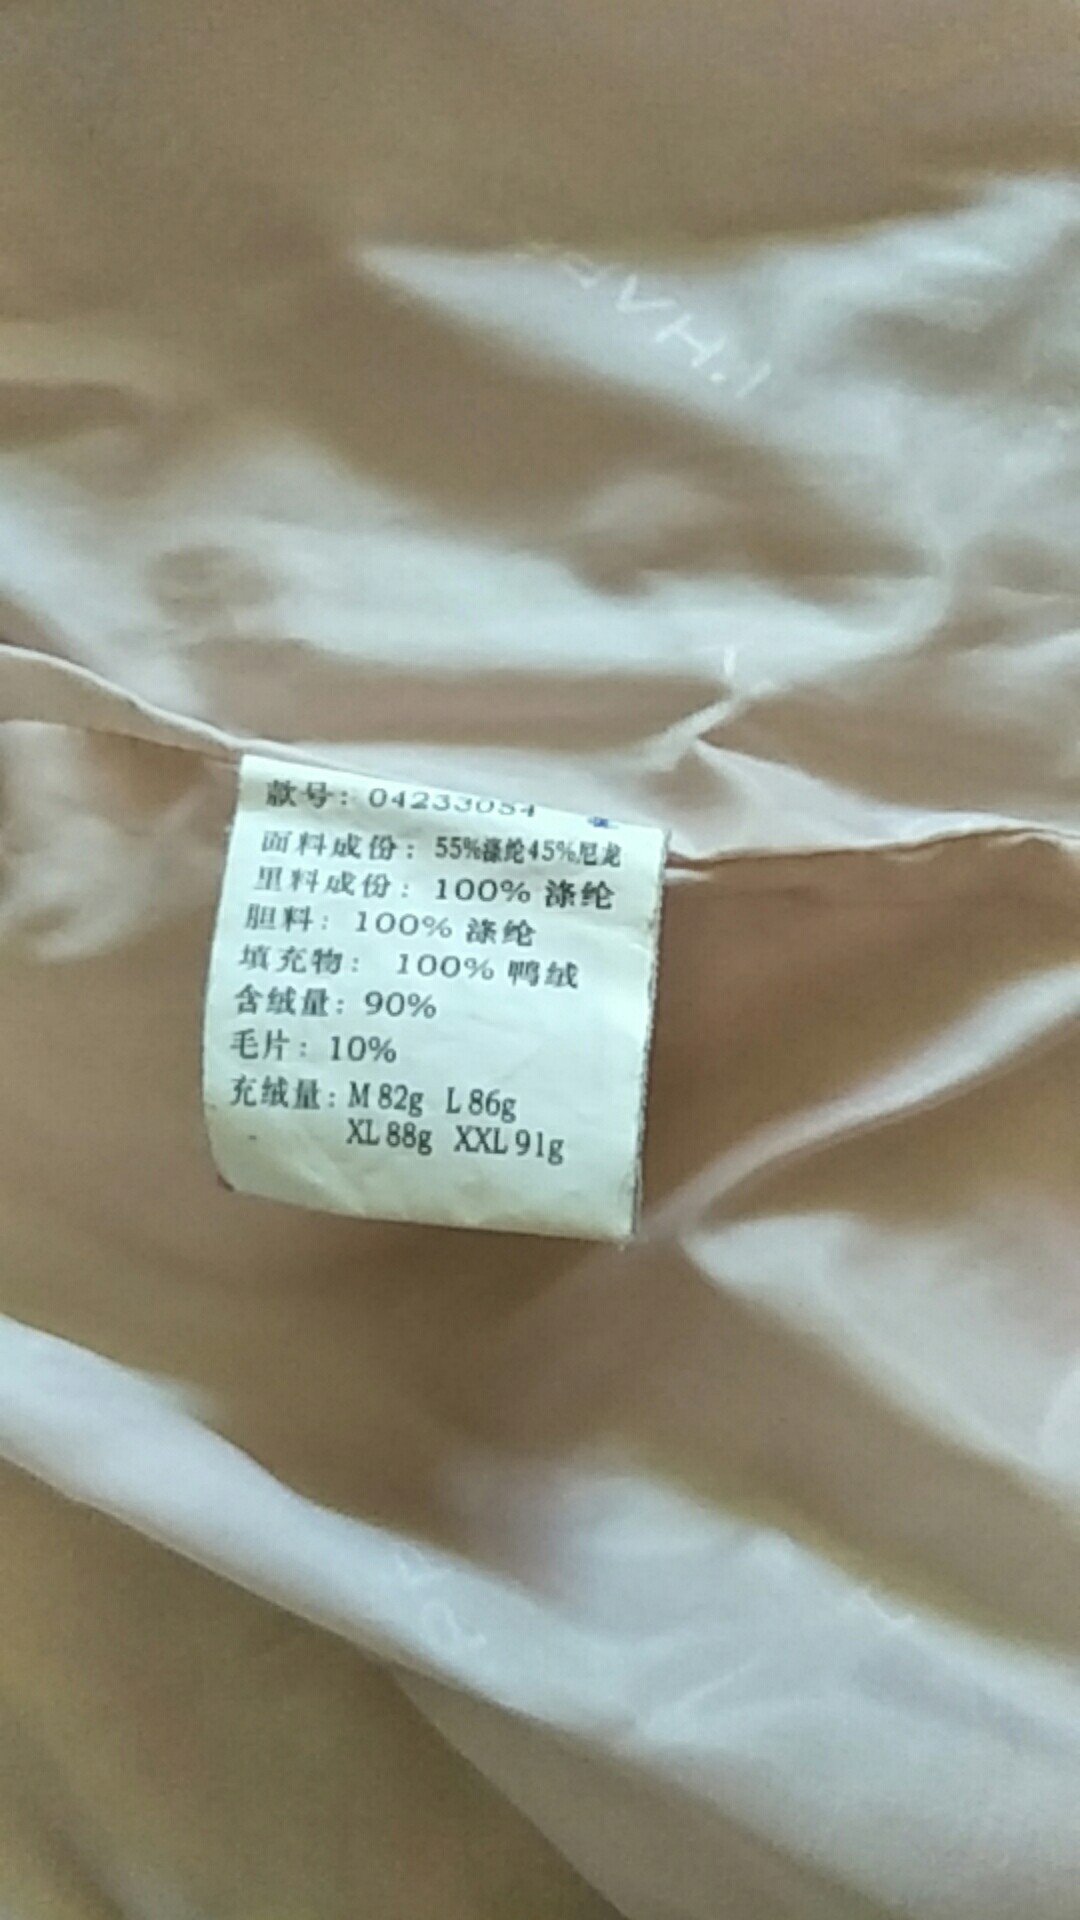 款号：04233054
面料成份：55%涤纶45%尼龙
里料成份：100%涤纶
胆料：100%涤纶
填充物：100%鸭绒
含绒量：90%
毛片：10%
充绒量：M 82g L 86g
XL 88g XXL 91g